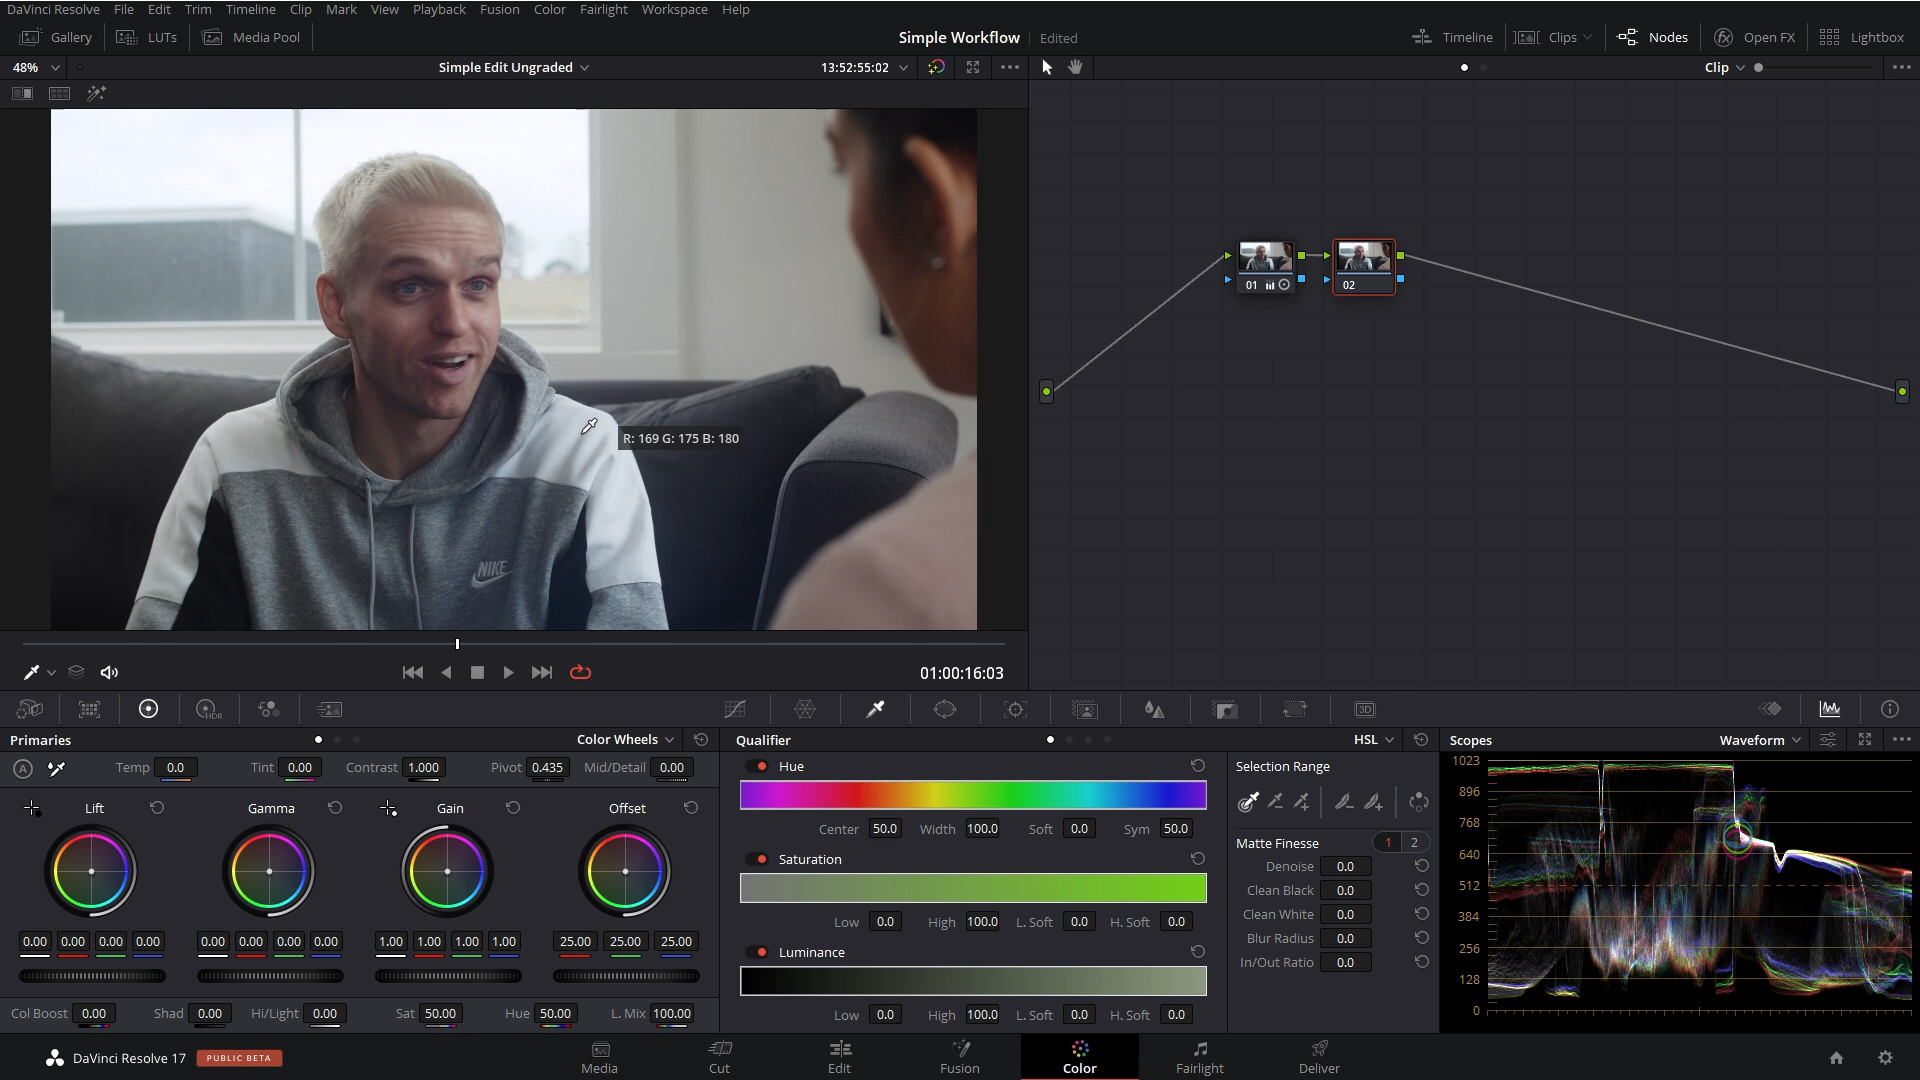 DaVinci Resolve File Edit Trim Timeline Clip Mark View Playback Fusion Color Fairlight Workspace Help
Gallery LUTs Media Pool Simple Workflow Edited Timeline Clips Nodes Open FX Lightbox
48% Simple Edit Ungraded 13:52:55:02 Clip
01 02
R: 169 G: 175 B: 180
NIKE
01:00:16:03
HDR 3D
Primaries Color Wheels Qualifier HSL Scopes Waveform
A Temp 0.0 Tint 0.00 Contrast 1.000 Pivot 0.435 Mid/Detail 0.00
Lift Gamma Gain Offset
0.00 0.00 0.00 0.00 0.00 0.00 0.00 0.00 1.00 1.00 1.00 1.00 25.00 25.00 25.00
Col Boost 0.00 Shad 0.00 Hi/Light 0.00 Sat 50.00 Hue 50.00 L. Mix 100.00
Hue
Center 50.0 Width 100.0 Soft 0.0 Sym 50.0
Saturation
Low 0.0 High 100.0 L. Soft 0.0 H. Soft 0.0
Luminance
Low 0.0 High 100.0 L. Soft 0.0 H. Soft 0.0
Selection Range
Matte Finesse 1 2
Denoise 0.0
Clean Black 0.0
Clean White 0.0
Blur Radius 0.0
In/Out Ratio 0.0
1023
896
768
640
512
384
256
128
0
DaVinci Resolve 17 PUBLIC BETA Media Cut Edit Fusion Color Fairlight Deliver